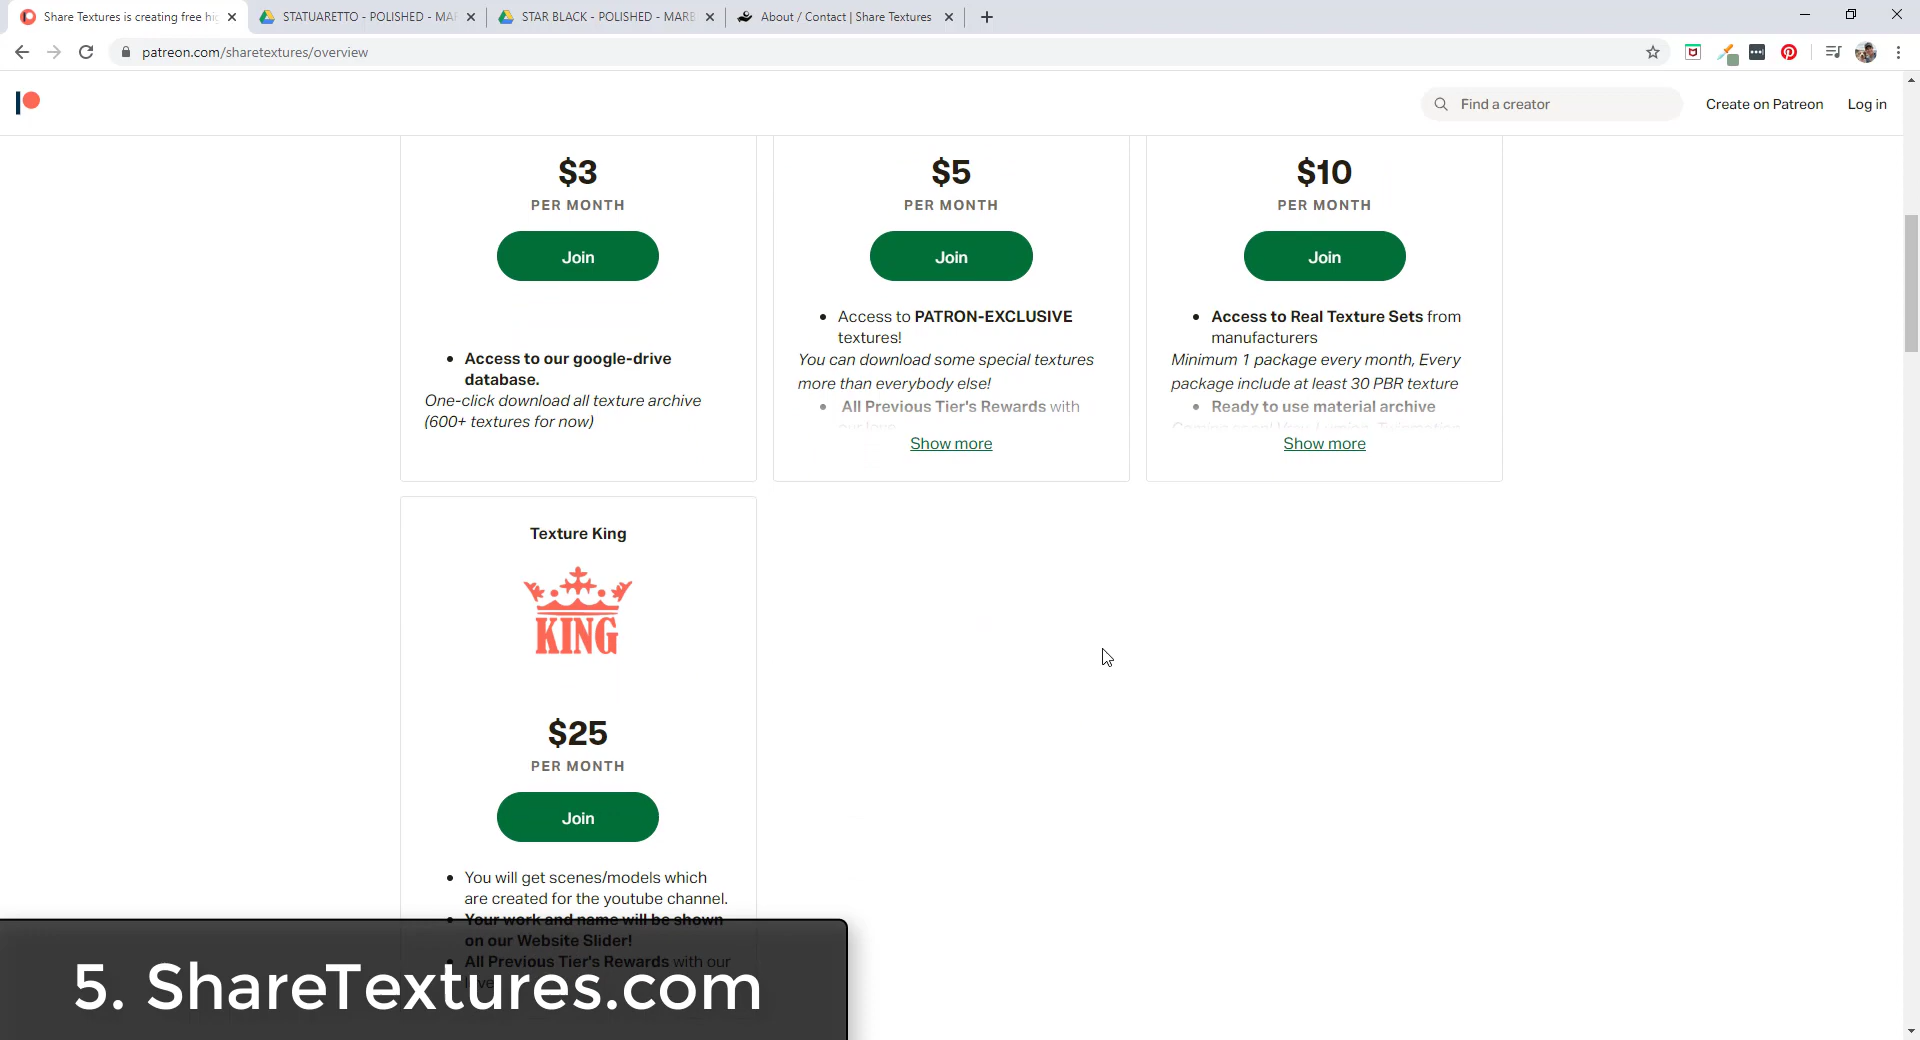 Share Textures is creating free hi
STATUARETTO - POLISHED - MAR
STAR BLACK - POLISHED - MARB
About / Contact | Share Textures
patreon.com/sharetextures/overview
Find a creator
Create on Patreon
Log in
$3
PER MONTH
Join
Access to our google-drive
database.
One-click download all texture archive
(600+ textures for now)
$5
PER MONTH
Join
Access to PATRON-EXCLUSIVE
textures!
You can download some special textures
more than everybody else!
All Previous Tier's Rewards with
our love
Show more
$10
PER MONTH
Join
Access to Real Texture Sets from
manufacturers
Minimum 1 package every month, Every
package include at least 30 PBR texture
Ready to use material archive
Show more
Texture King
KING
$25
PER MONTH
Join
You will get scenes/models which
are created for the youtube channel.
Your work and name will be shown
on our Website Slider!
All Previous Tier's Rewards with our
5. ShareTextures.com